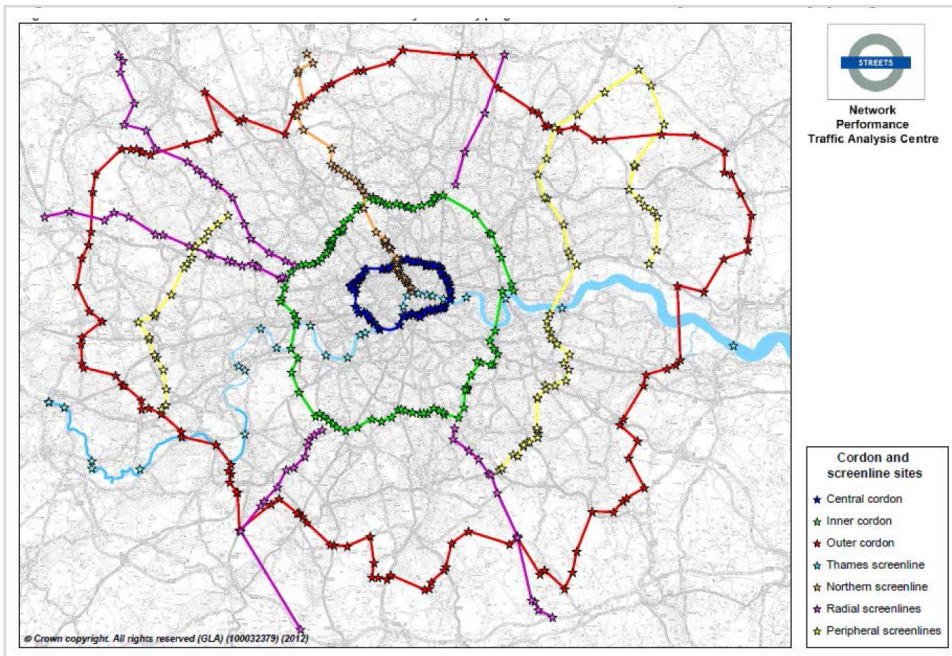 STREETS
Network
Performance
Traffic Analysis Centre
Cordon and
screenline sites
Central cordon
Inner cordon
Outer cordon
Thames screenline
Northern screenline
Radial screenlines
Peripheral screenlines
© Crown copyright. All rights reserved (GLA) (100032379) (2012)